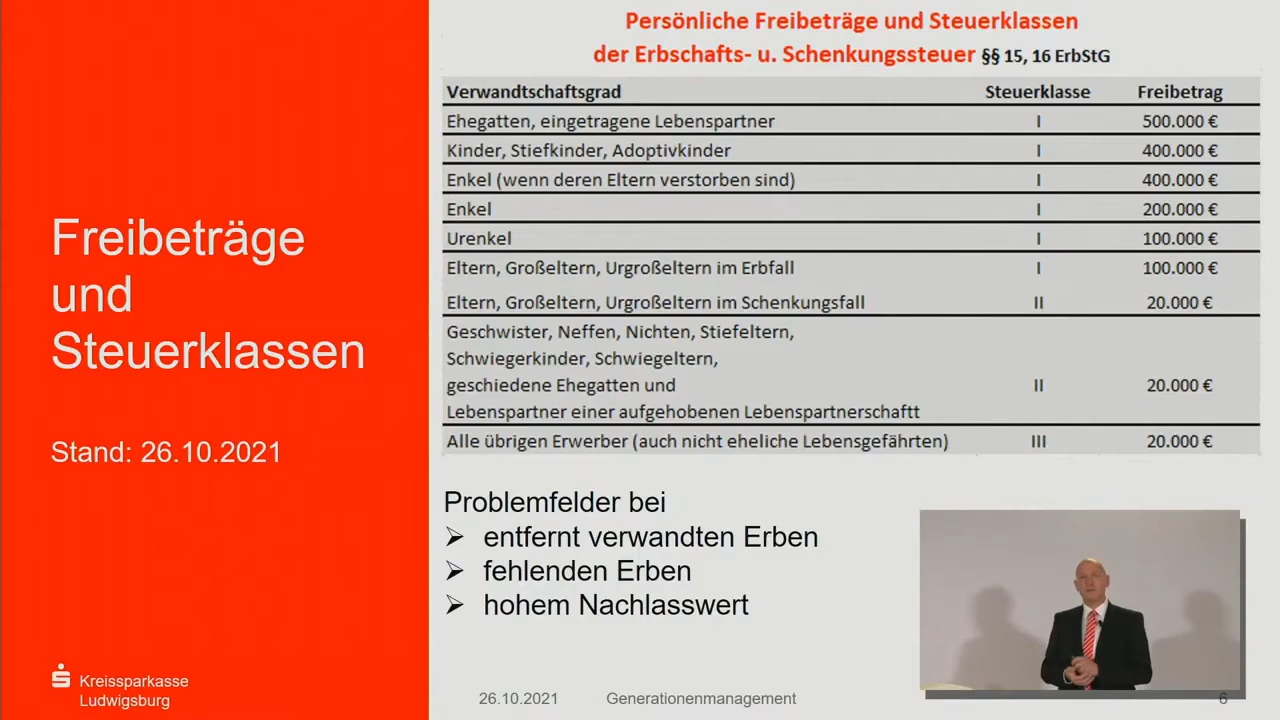 Freibeträge
und
Steuerklassen
Stand: 26.10.2021
Kreissparkasse
Ludwigsburg
Persönliche Freibeträge und Steuerklassen
der Erbschafts- u. Schenkungssteuer §§ 15, 16 ErbStG
Verwandtschaftsgrad Steuerklasse Freibetrag
Ehegatten, eingetragene Lebenspartner I 500.000 €
Kinder, Stiefkinder, Adoptivkinder I 400.000 €
Enkel (wenn deren Eltern verstorben sind) I 400.000 €
Enkel I 200.000 €
Urenkel I 100.000 €
Eltern, Großeltern, Urgroßeltern im Erbfall I 100.000 €
Eltern, Großeltern, Urgroßeltern im Schenkungsfall II 20.000 €
Geschwister, Neffen, Nichten, Stiefeltern,
Schwiegerkinder, Schwiegeltern,
geschiedene Ehegatten und II 20.000 €
Lebenspartner einer aufgehobenen Lebenspartnerschaftt
Alle übrigen Erwerber (auch nicht eheliche Lebensgefährten) III 20.000 €
Problemfelder bei
➢ entfernt verwandten Erben
➢ fehlenden Erben
➢ hohem Nachlasswert
26.10.2021 Generationenmanagement 6